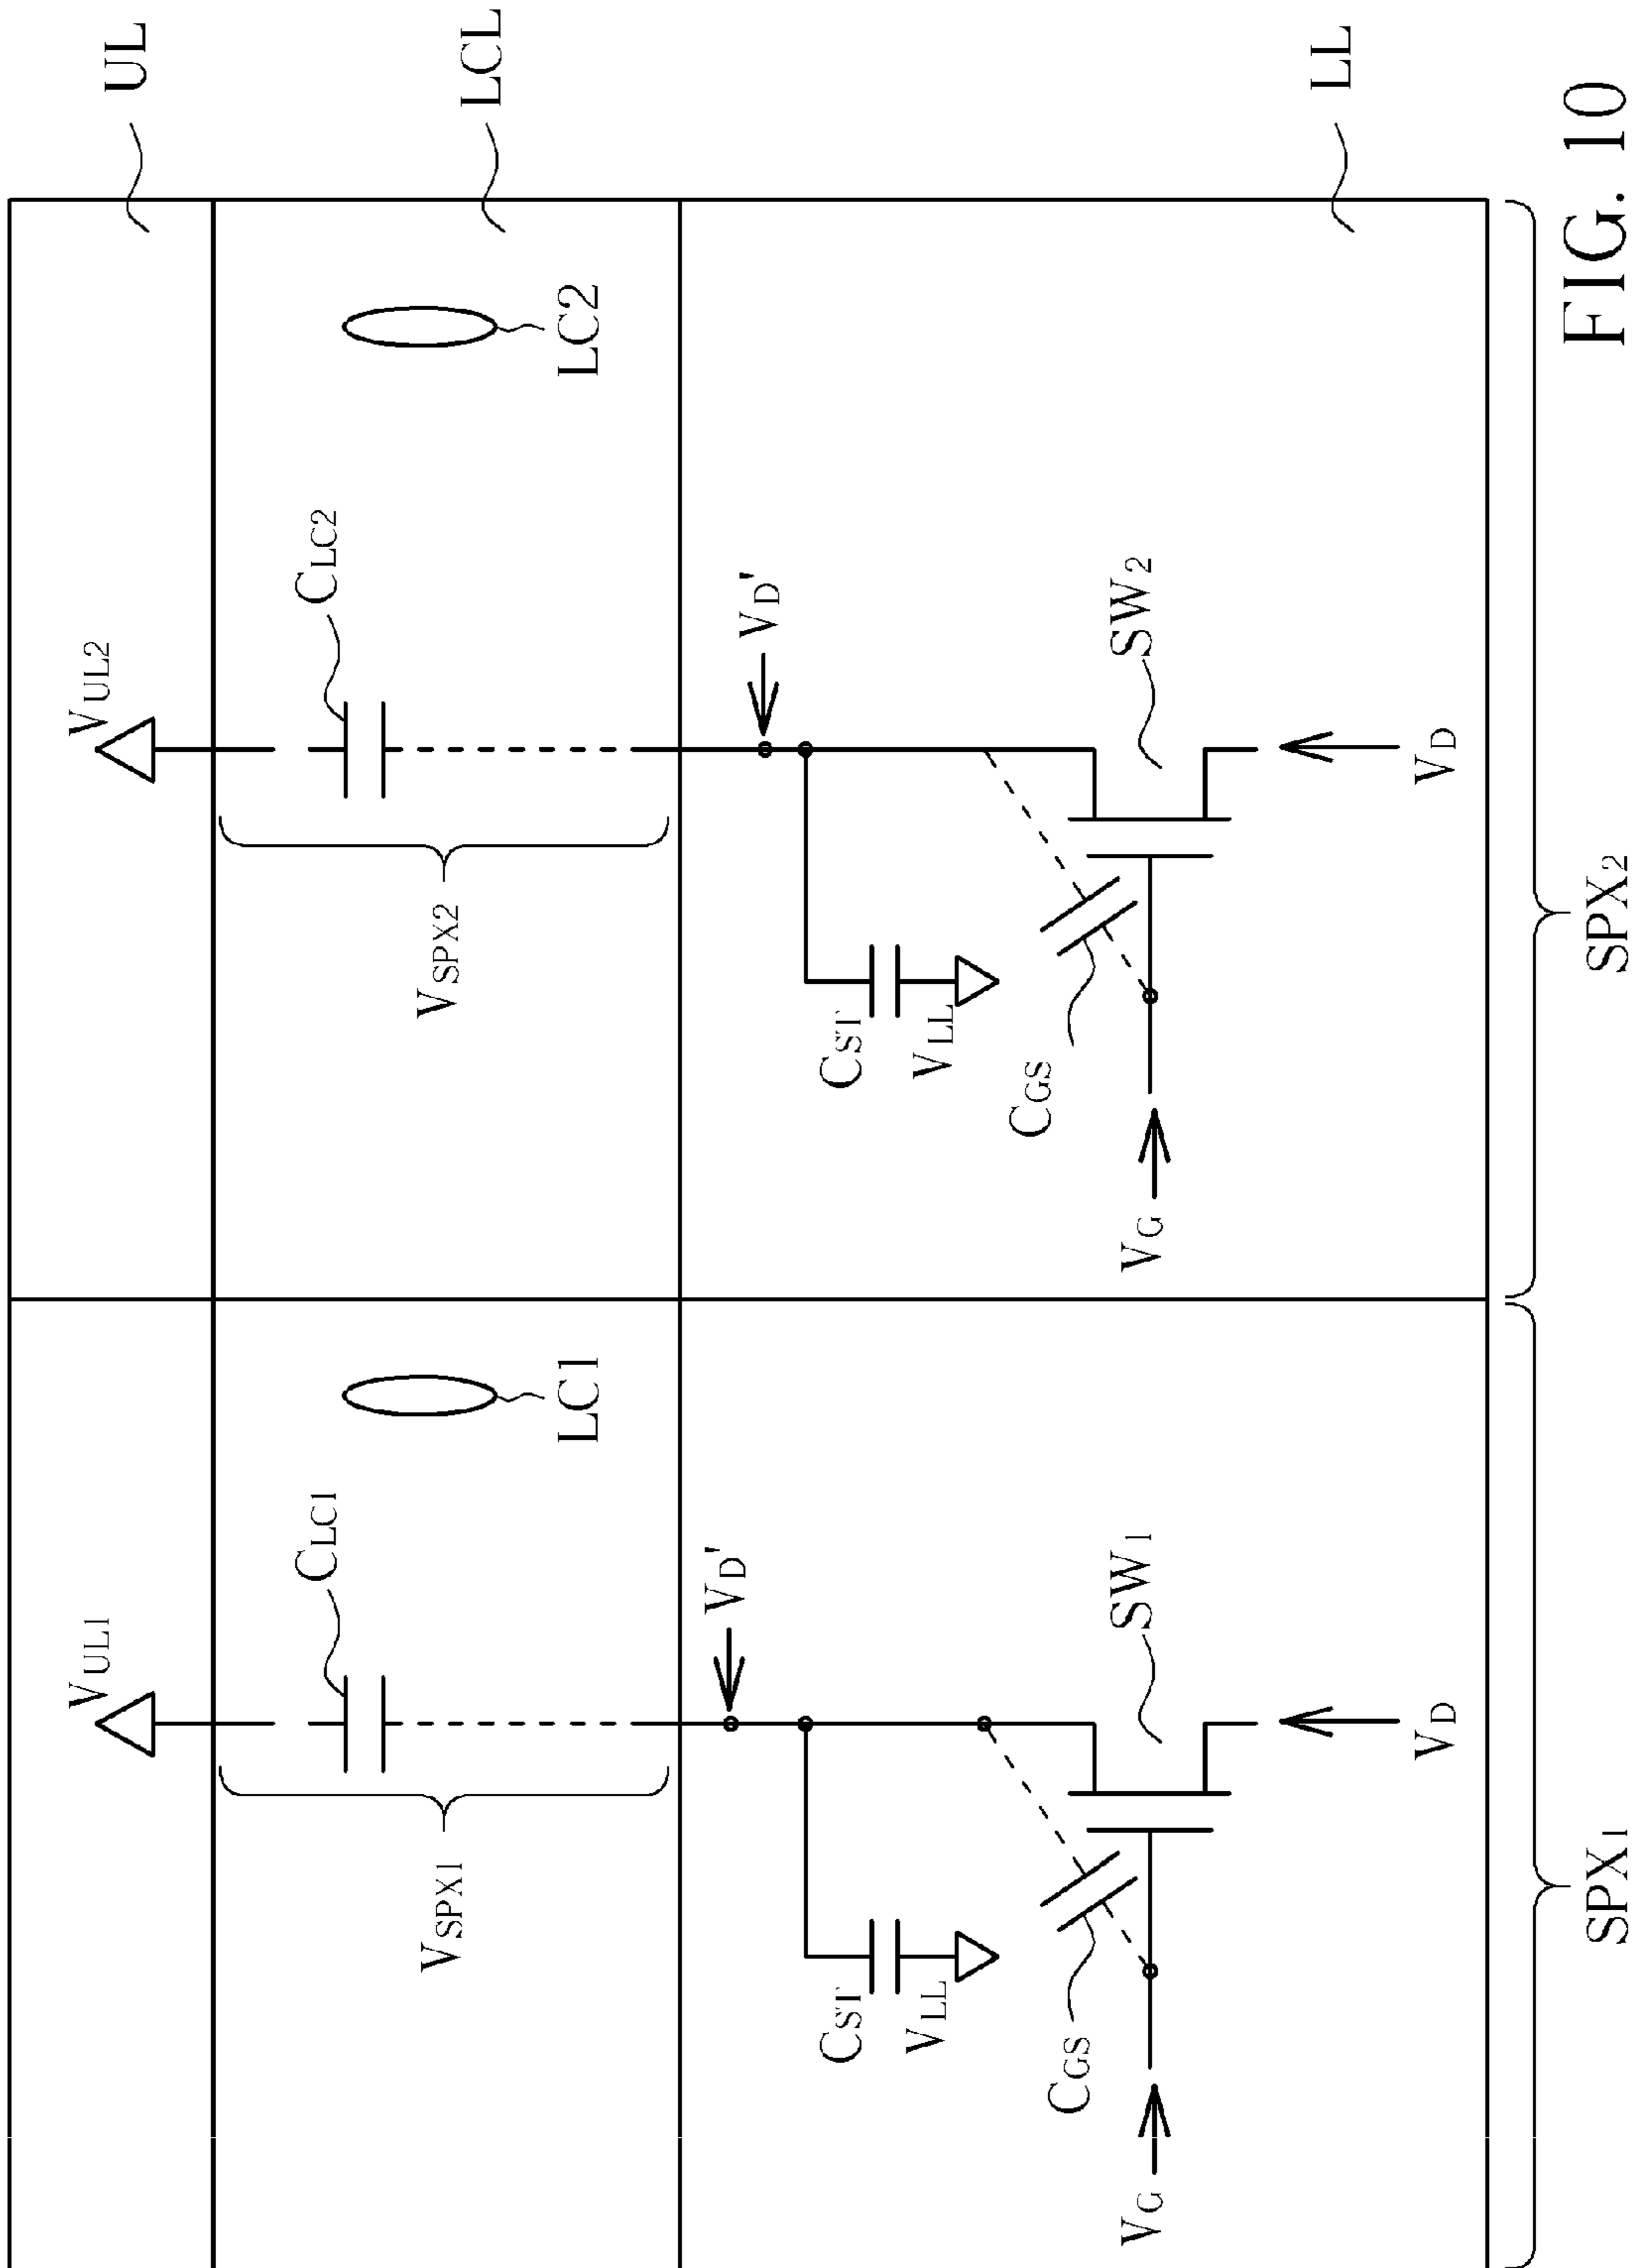 VUL1
VUL2
UL
CLC1
CLC2
VSPX1
VSPX2
LC1
LC2
LCL
VD'
VD'
CST
CST
VLL
VLL
CGS
CGS
SW1
SW2
VG
VG
LL
VD
VD
SPX1
SPX2
FIG. 10